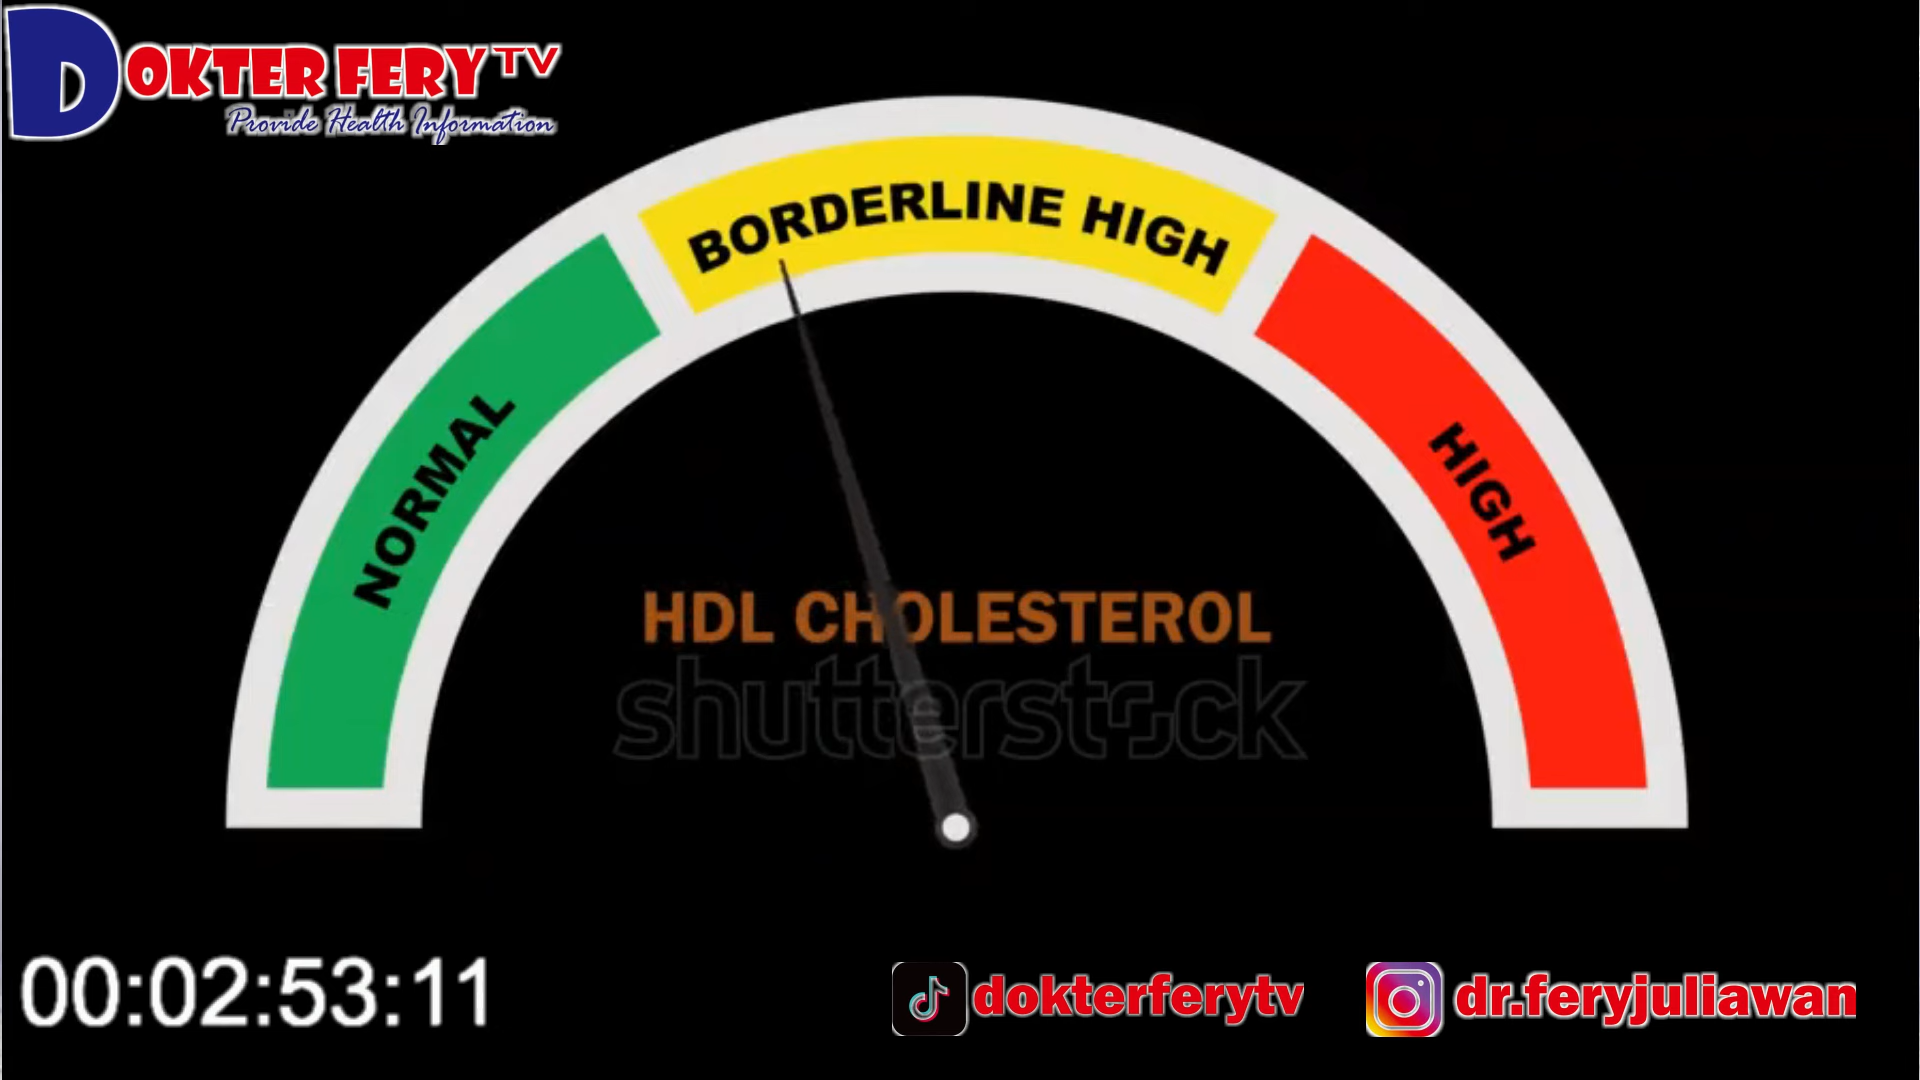 DOKTER FERY TV
Provide Health Information
BORDERLINE HIGH
NORMAL
HIGH
HDL CHOLESTEROL
shutterstock
00:02:53:11
dokterferytv
dr.feryjuliawan